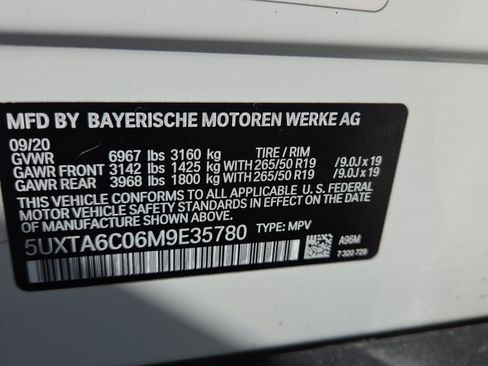 MFD BY BAYERISCHE MOTOREN WERKE AG
09/20
GVWR 6967 lbs 3160 kg TIRE / RIM
GAWR FRONT 3142 lbs 1425 kg WITH 265/50 R19 /9.0J x 19
GAWR REAR 3968 lbs 1800 kg WITH 265/50 R19 /9.0J x 19
THIS VEHICLE CONFORMS TO ALL APPLICABLE U. S. FEDERAL
MOTOR VEHICLE SAFETY STANDARDS IN EFFECT ON THE DATE
OF MANUFACTURE SHOWN ABOVE.
5UXTA6C06M9E35780 TYPE: MPV
A96M
7 320 729